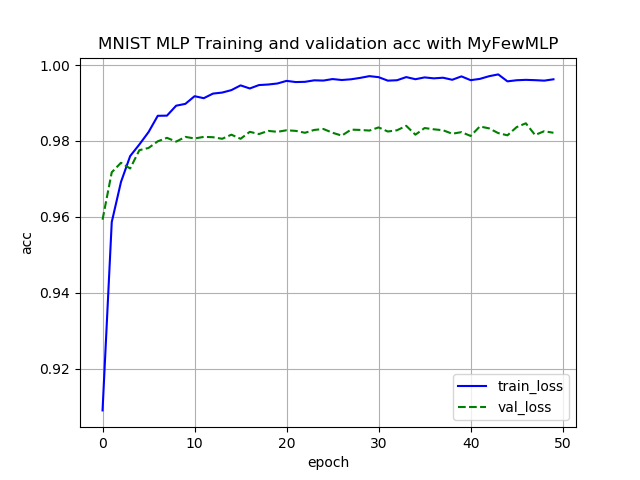 MNIST MLP Training and validation acc with MyFewMLP
1.00
0.98
0.96
0.94
0.92
acc
0
10
20
30
40
50
epoch
train_loss
val_loss